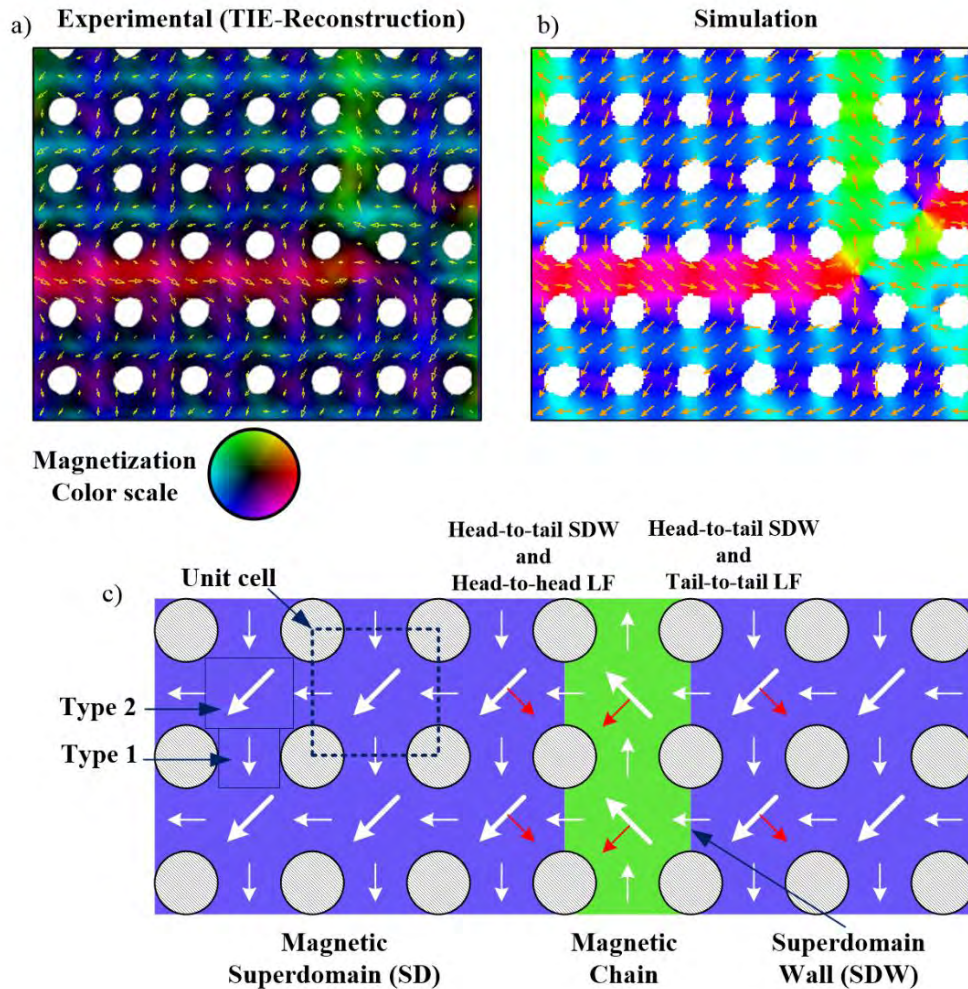 Experimental (TIE-Reconstruction)
Simulation
a)
b)
Magnetization
Color scale
Head-to-tail SDW
and
Head-to-head LF
Head-to-tail SDW
and
Tail-to-tail LF
Unit cell
c)
Type 2
Type 1
Magnetic
Superdomain (SD)
Magnetic
Chain
Superdomain
Wall (SDW)